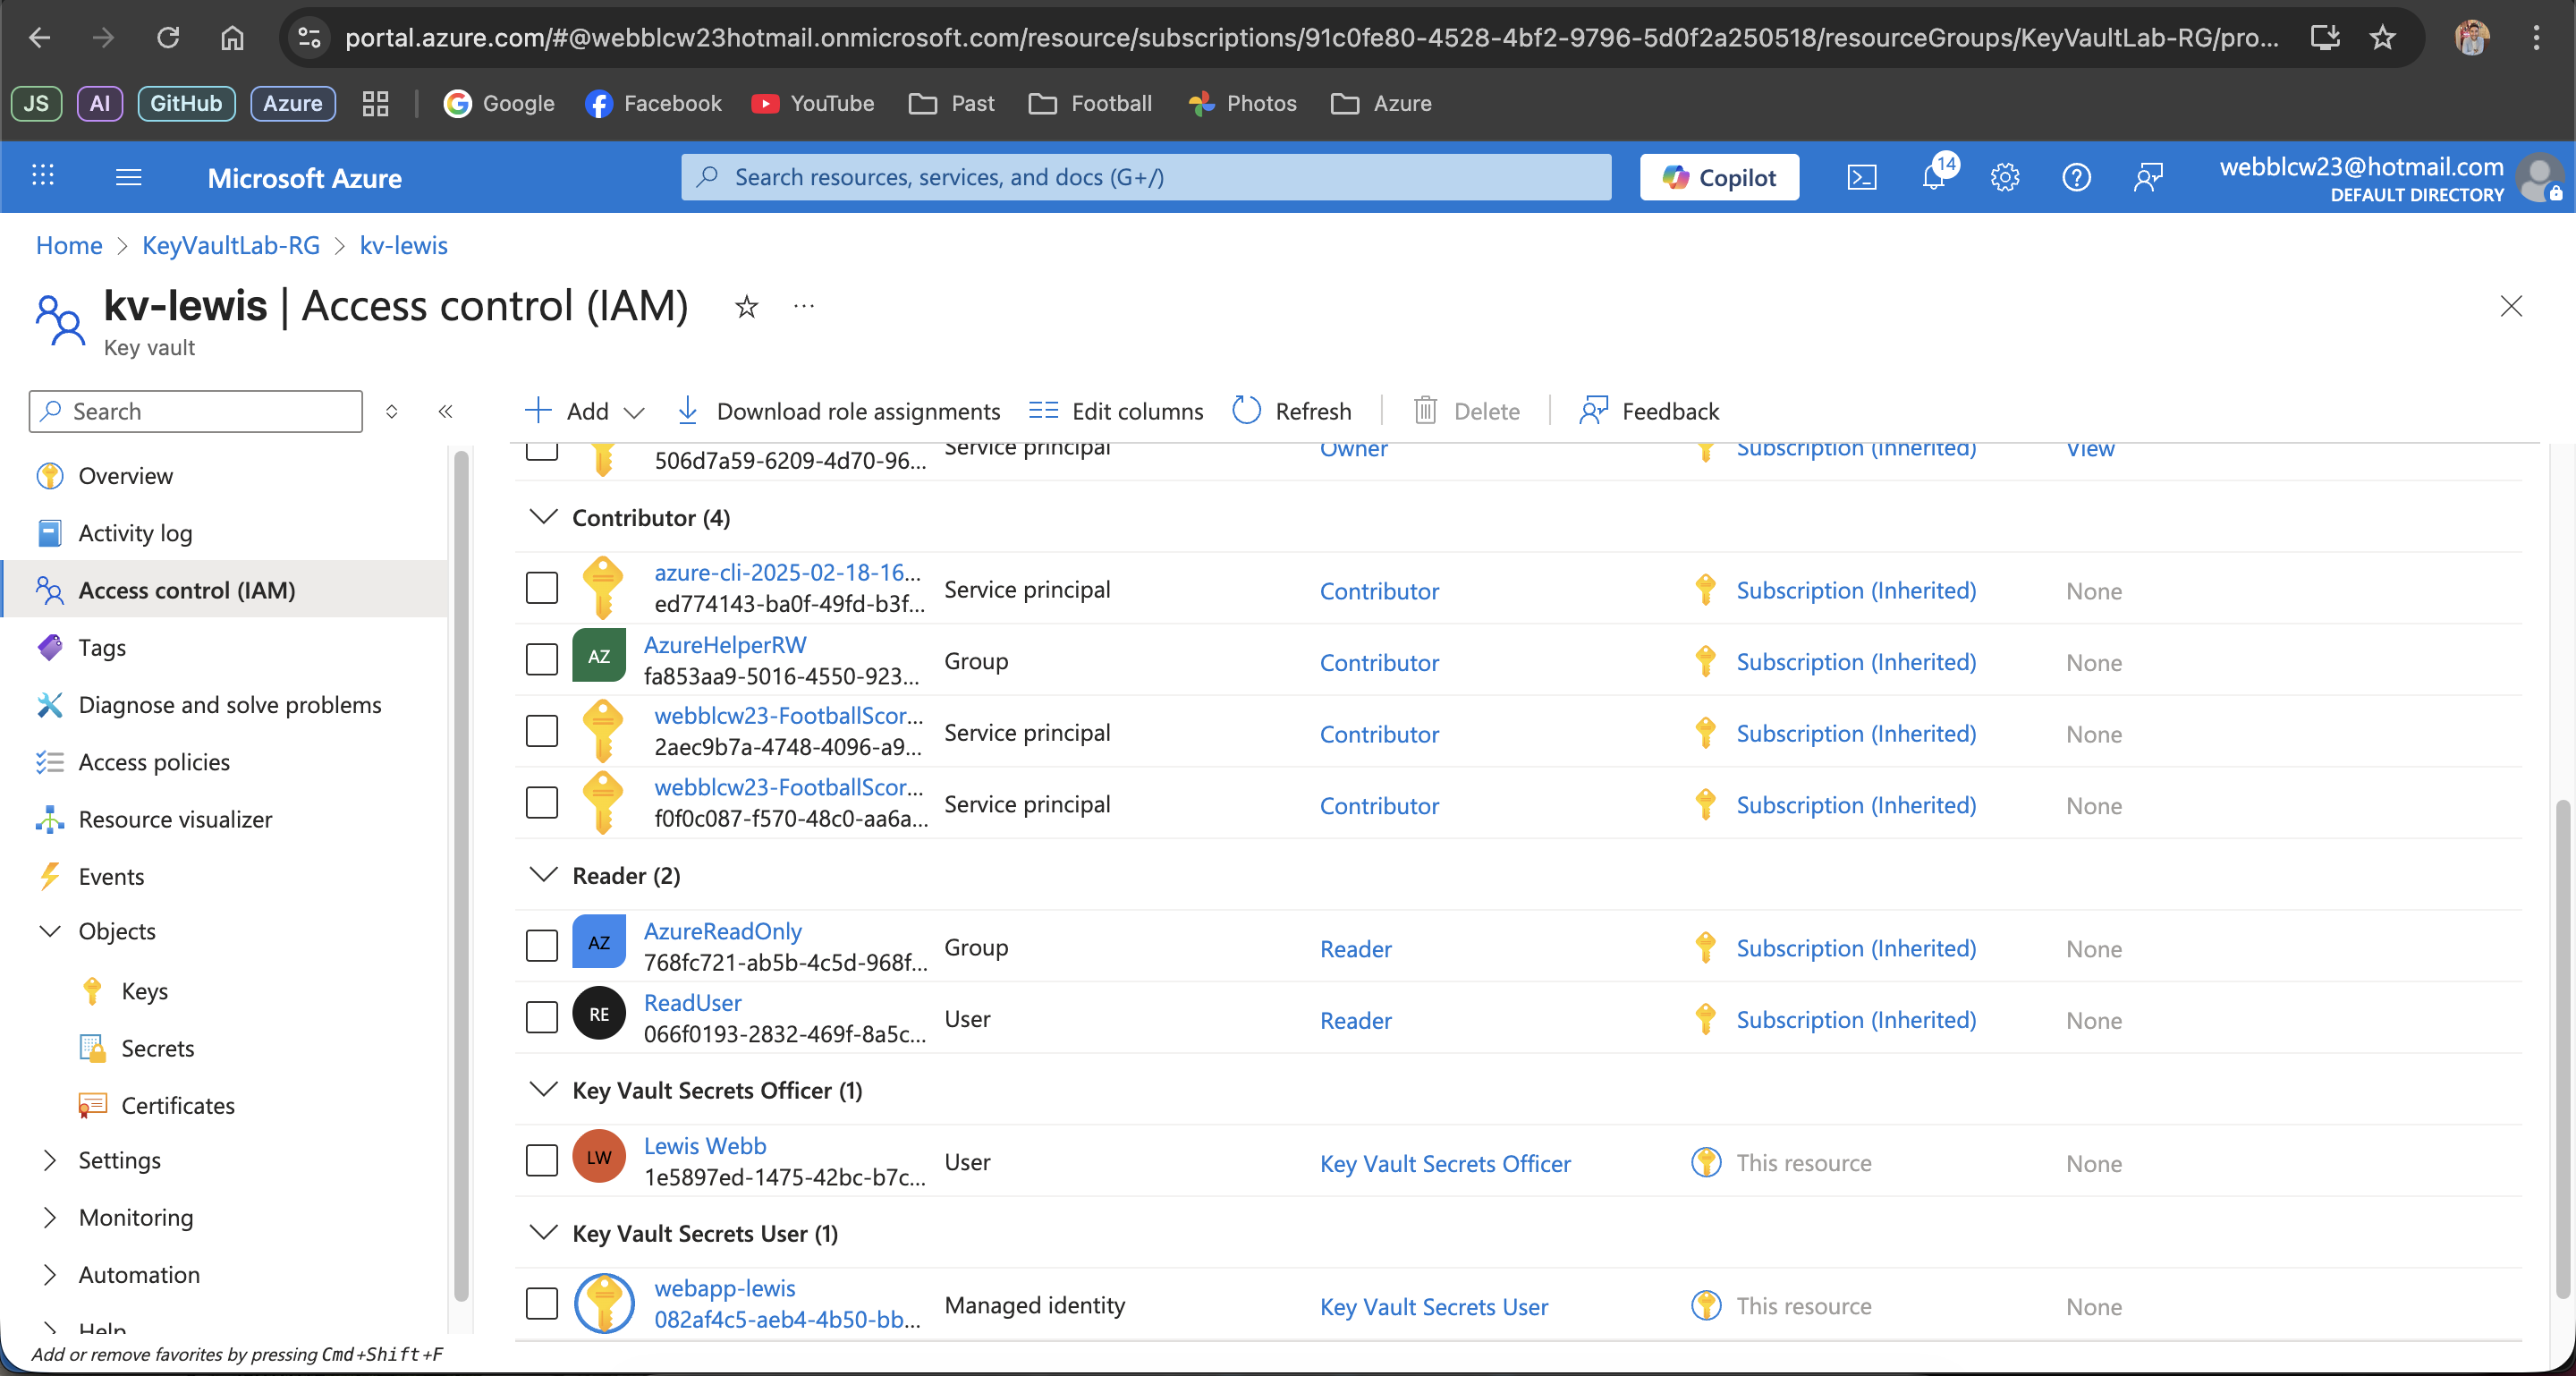 portal.azure.com/#@webblcw23hotmail.onmicrosoft.com/resource/subscriptions/91c0fe80-4528-4bf2-9796-5d0f2a250518/resourceGroups/KeyVaultLab-RG/pro...
JS AI GitHub Azure Google Facebook YouTube Past Football Photos Azure
Microsoft Azure
Search resources, services, and docs (G+/)
Copilot
14
webblcw23@hotmail.com
DEFAULT DIRECTORY
Home > KeyVaultLab-RG > kv-lewis
kv-lewis | Access control (IAM)
Key vault
Search
Overview
Activity log
Access control (IAM)
Tags
Diagnose and solve problems
Access policies
Resource visualizer
Events
Objects
Keys
Secrets
Certificates
Settings
Monitoring
Automation
Help
Add or remove favorites by pressing Cmd+Shift+F
Add Download role assignments Edit columns Refresh Delete Feedback
506d7a59-6209-4d70-96... Service principal Owner Subscription (Inherited) View
Contributor (4)
azure-cli-2025-02-18-16...
ed774143-ba0f-49fd-b3f... Service principal Contributor Subscription (Inherited) None
AZ AzureHelperRW
fa853aa9-5016-4550-923... Group Contributor Subscription (Inherited) None
webblcw23-FootballScor...
2aec9b7a-4748-4096-a9... Service principal Contributor Subscription (Inherited) None
webblcw23-FootballScor...
f0f0c087-f570-48c0-aa6a... Service principal Contributor Subscription (Inherited) None
Reader (2)
AZ AzureReadOnly
768fc721-ab5b-4c5d-968f... Group Reader Subscription (Inherited) None
RE ReadUser
066f0193-2832-469f-8a5c... User Reader Subscription (Inherited) None
Key Vault Secrets Officer (1)
LW Lewis Webb
1e5897ed-1475-42bc-b7c... User Key Vault Secrets Officer This resource None
Key Vault Secrets User (1)
webapp-lewis
082af4c5-aeb4-4b50-bb... Managed identity Key Vault Secrets User This resource None